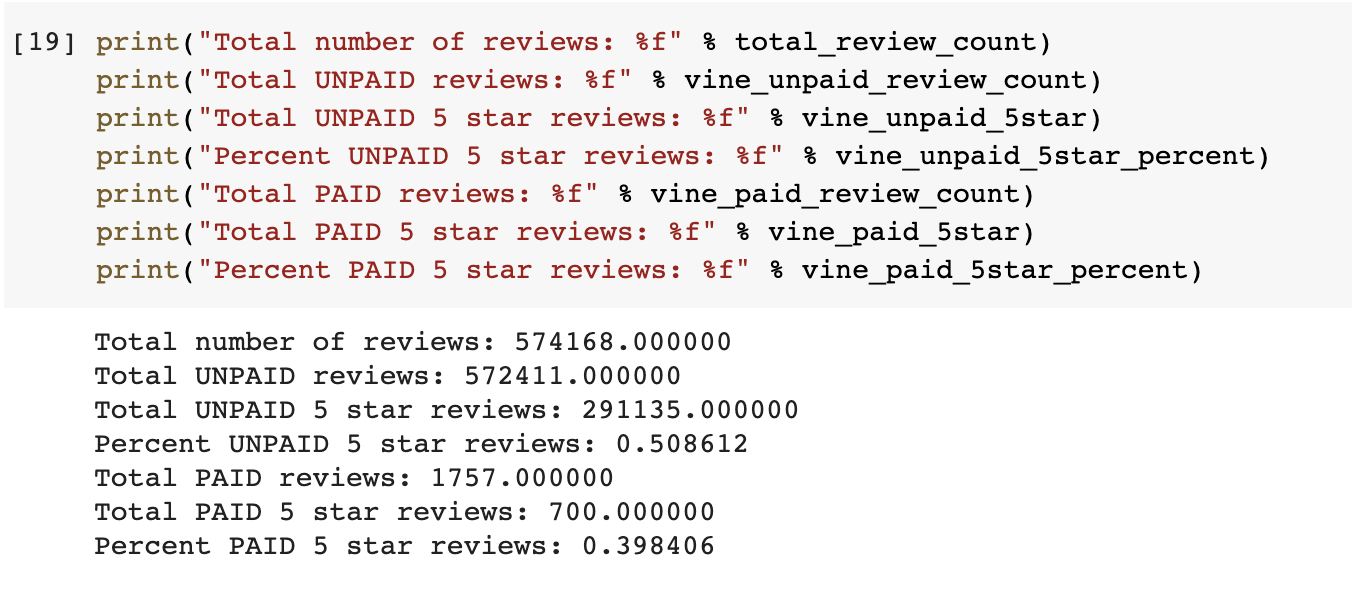 [19] print("Total number of reviews: %f" % total_review_count)
print("Total UNPAID reviews: %f" % vine_unpaid_review_count)
print("Total UNPAID 5 star reviews: %f" % vine_unpaid_5star)
print("Percent UNPAID 5 star reviews: %f" % vine_unpaid_5star_percent)
print("Total PAID reviews: %f" % vine_paid_review_count)
print("Total PAID 5 star reviews: %f" % vine_paid_5star)
print("Percent PAID 5 star reviews: %f" % vine_paid_5star_percent)
Total number of reviews: 574168.000000
Total UNPAID reviews: 572411.000000
Total UNPAID 5 star reviews: 291135.000000
Percent UNPAID 5 star reviews: 0.508612
Total PAID reviews: 1757.000000
Total PAID 5 star reviews: 700.000000
Percent PAID 5 star reviews: 0.398406